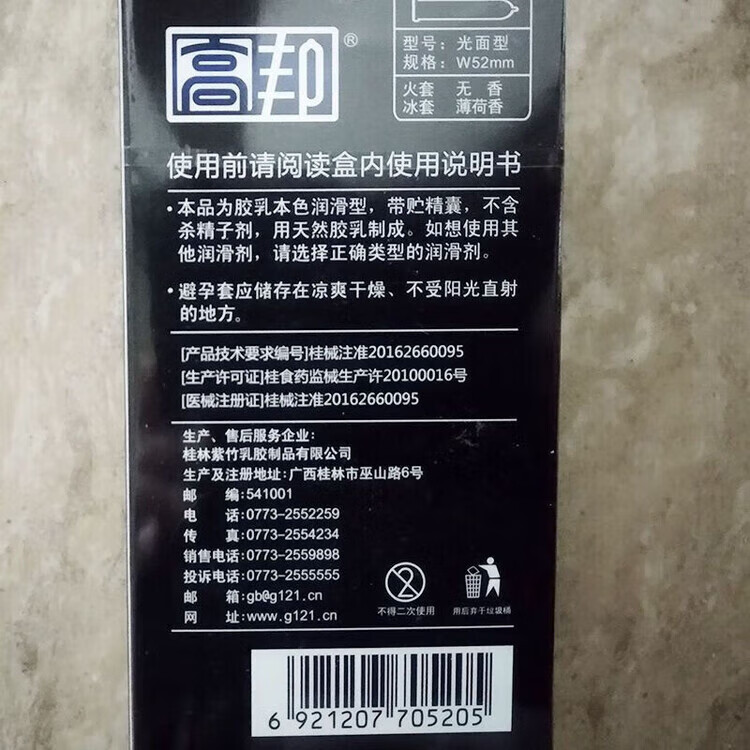 高邦®
型号：光面型
规格：W52mm
火套 无 香
冰套 薄荷香
使用前请阅读盒内使用说明书
·本品为胶乳本色润滑型，带贮精囊，不含
杀精子剂，用天然胶乳制成。如想使用其
他润滑剂，请选择正确类型的润滑剂。
·避孕套应储存在凉爽干燥、不受阳光直射
的地方。
[产品技术要求编号]桂械注准20162660095
[生产许可证]桂食药监械生产许20100016号
[医械注册证]桂械注准20162660095
生产、售后服务企业：
桂林紫竹乳胶制品有限公司
生产及注册地址：广西桂林市巫山路6号
邮 编：541001
电 话：0773-2552259
传 真：0773-2554234
销售电话：0773-2559898
投诉电话：0773-2555555
邮 箱：gb@g121.cn
网 址：www.g121.cn
不得二次使用
用后弃于垃圾桶
6 921207 705205